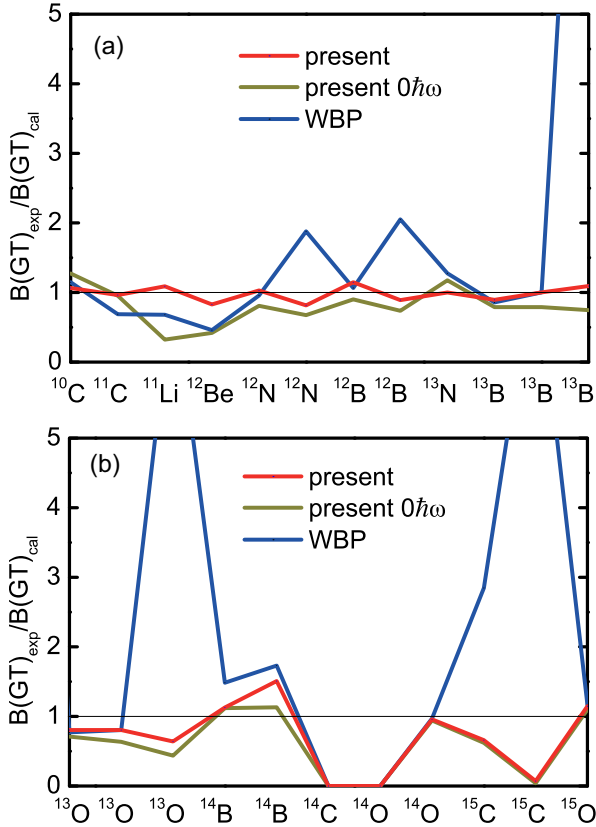 (a)
present
present 0ℏω
WBP
B(GT)exp/B(GT)cal
5
4
3
2
1
0
¹⁰C ¹¹C ¹¹Li ¹²Be ¹²N ¹²N ¹²B ¹²B ¹³N ¹³B ¹³B ¹³B
(b)
present
present 0ℏω
WBP
B(GT)exp/B(GT)cal
5
4
3
2
1
0
¹³O ¹³O ¹³O ¹⁴B ¹⁴B ¹⁴C ¹⁴O ¹⁴O ¹⁵C ¹⁵C ¹⁵O